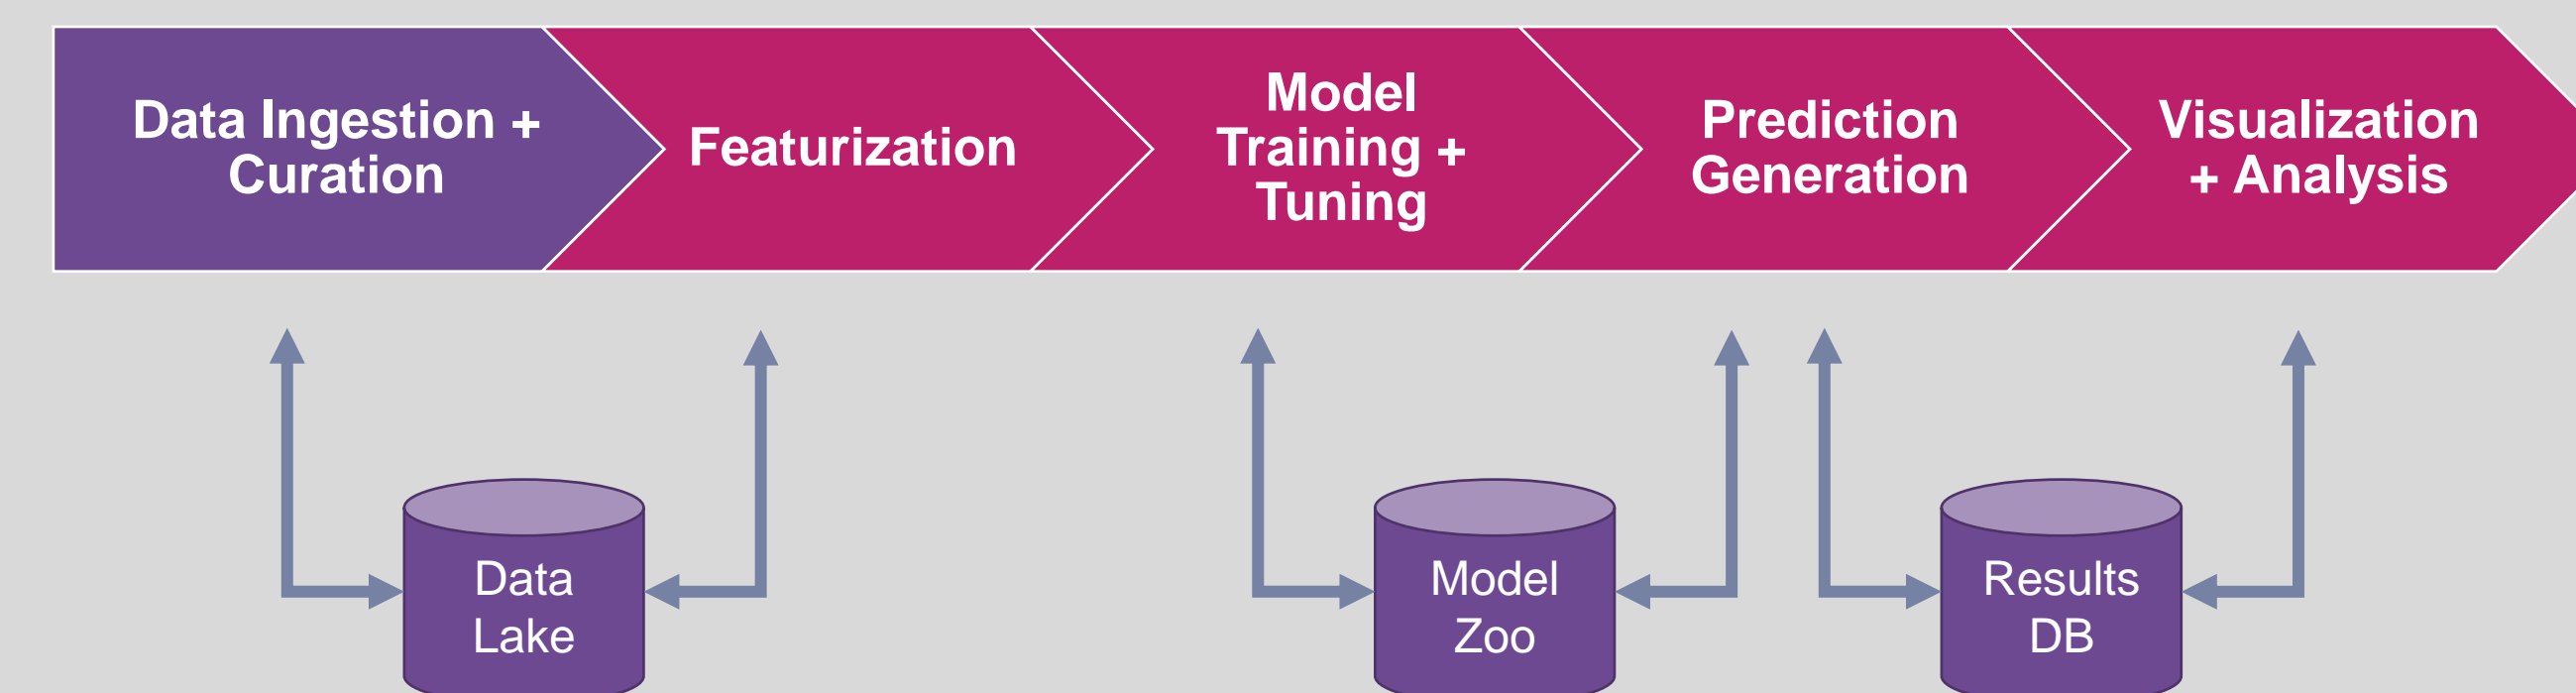 Data Ingestion +
Curation
Featurization
Model
Training +
Tuning
Prediction
Generation
Visualization
+ Analysis
Data
Lake
Model
Zoo
Results
DB